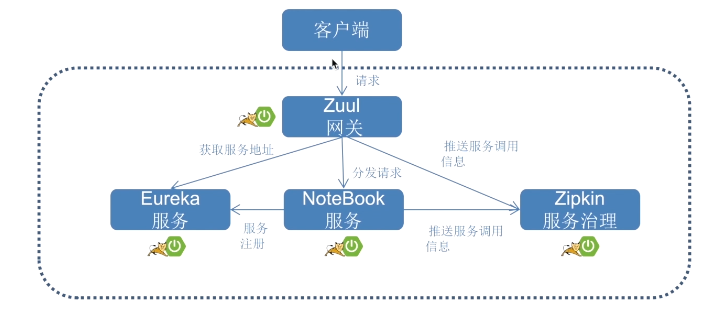 客户端
请求
Zuul
网关
获取服务地址
分发请求
推送服务调用
信息
Eureka
服务
NoteBook
服务
Zipkin
服务治理
服务
注册
推送服务调用
信息